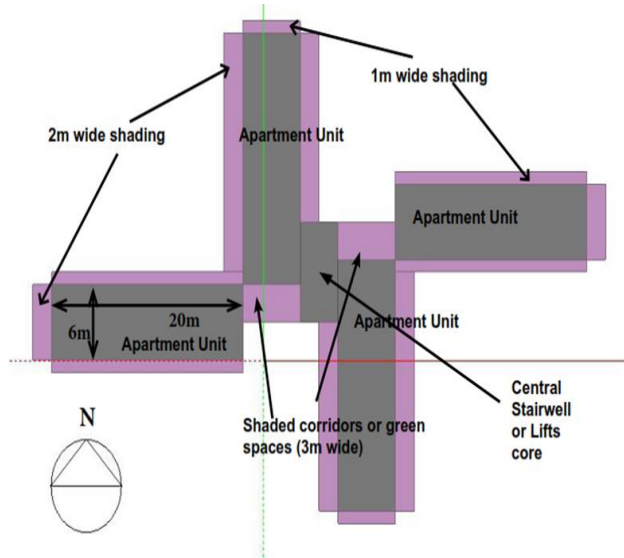 1m wide shading
2m wide shading
Apartment Unit
Apartment Unit
6m
20m
Apartment Unit
Apartment Unit
Shaded corridors or green
spaces (3m wide)
Central
Stairwell
or Lifts
core
N